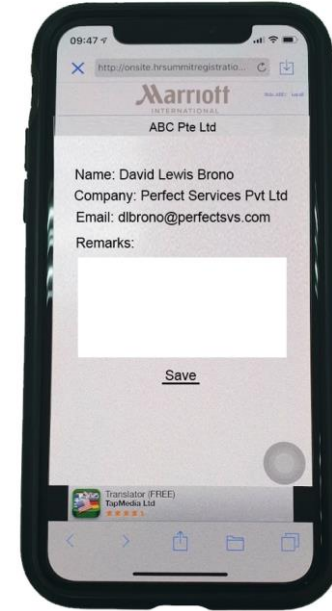 09:47
http://onsite.hrsummitregistratio...
Marriott
INTERNATIONAL
ABC Pte Ltd
Name: David Lewis Brono
Company: Perfect Services Pvt Ltd
Email: dlbrono@perfectsvs.com
Remarks:
Save
Translator (FREE)
TapMedia Ltd